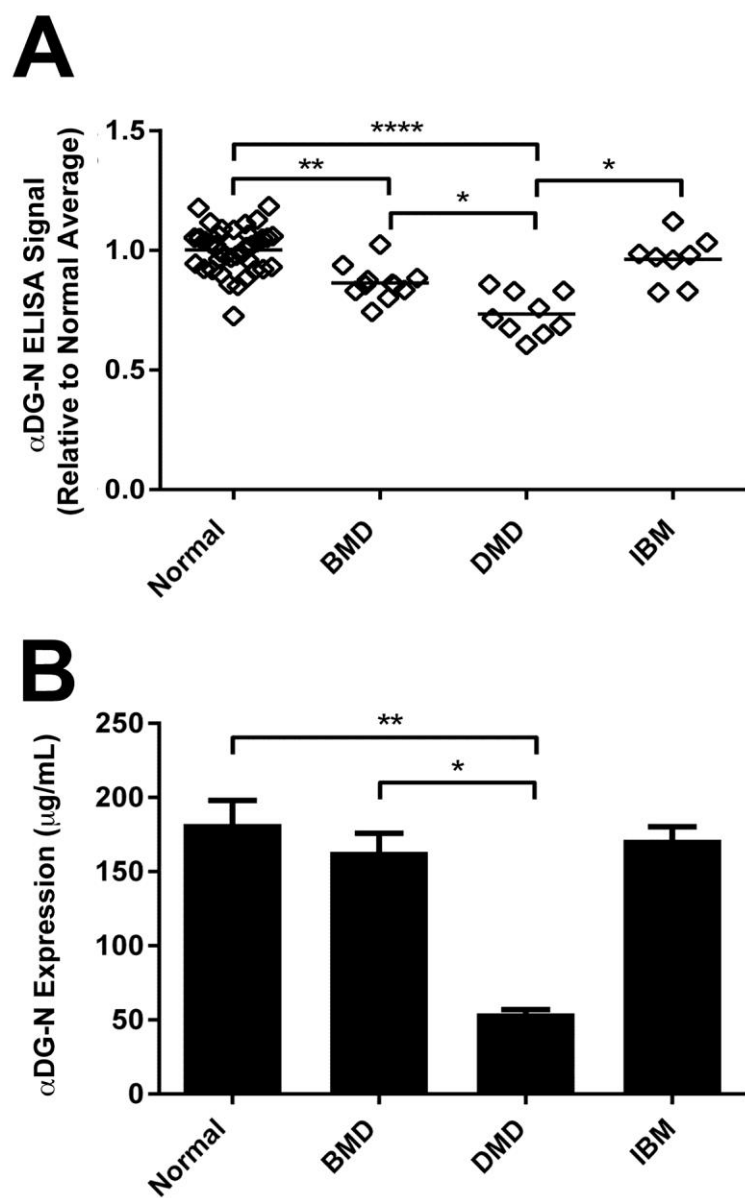 A
αDG-N ELISA Signal
(Relative to Normal Average)
1.5
1.0
0.5
0.0
****
**
*
*
Normal
BMD
DMD
IBM
B
αDG-N Expression (μg/mL)
250
200
150
100
50
0
**
*
Normal
BMD
DMD
IBM